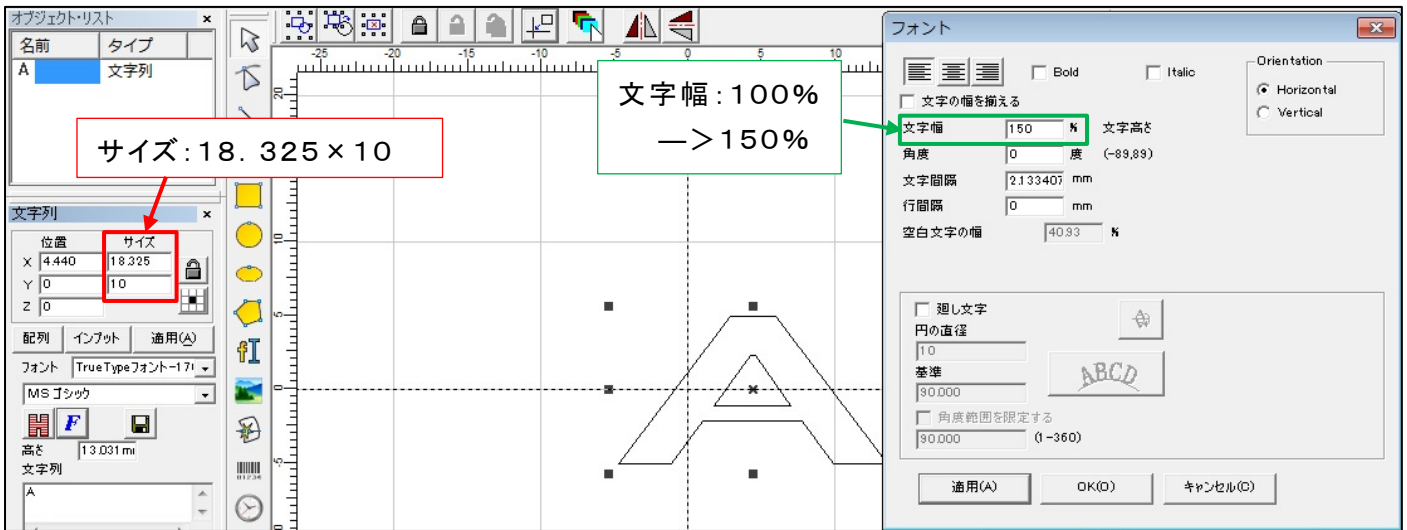 オブジェクト・リスト
名前 タイプ
A 文字列
サイズ:18.325×10
文字列
位置 サイズ
X 4.440 18.325
Y 0 10
Z 0
配列 インプット 適用(A)
フォント TrueTypeフォント-17
MS ゴシック
F
高さ 13.031 m
文字列
A
fI
01234
-25 -20 -15 -10 -5 0 5 10
20
10
5
0
-5
文字幅:100%
—>150%
フォント
Bold Italic
Orientation
Horizontal
Vertical
文字の幅を揃える
文字幅 150 % 文字高さ
角度 0 度 (-89,89)
文字間隔 2.133407 mm
行間隔 0 mm
空白文字の幅 40.93 %
廻し文字
円の直径
10
基準
90.000
ABCD
角度範囲を限定する
90.000 (1-360)
適用(A) OK(O) キャンセル(C)